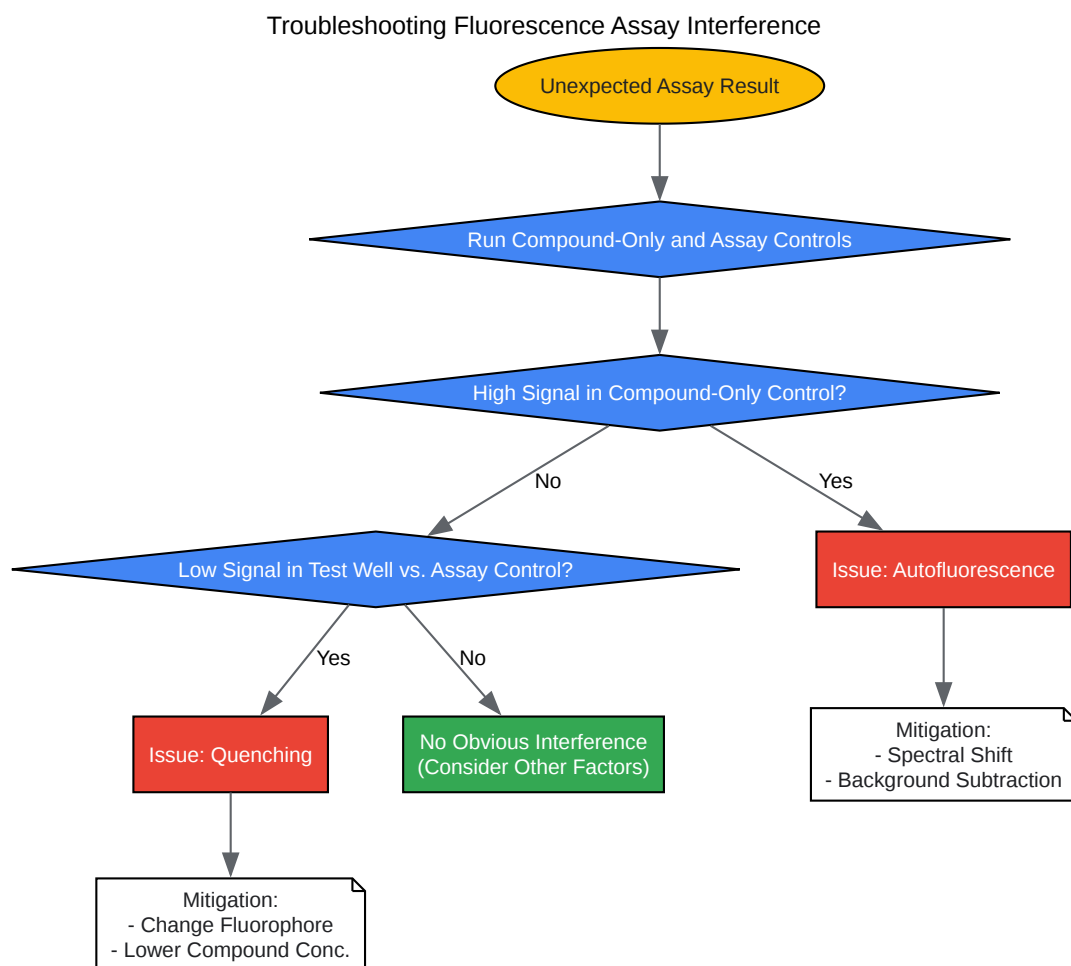 Troubleshooting Fluorescence Assay Interference
Unexpected Assay Result
Run Compound-Only and Assay Controls
High Signal in Compound-Only Control?
No
Yes
Low Signal in Test Well vs. Assay Control?
Issue: Autofluorescence
Yes
No
Issue: Quenching
No Obvious Interference
(Consider Other Factors)
Mitigation:
- Spectral Shift
- Background Subtraction
Mitigation:
- Change Fluorophore
- Lower Compound Conc.